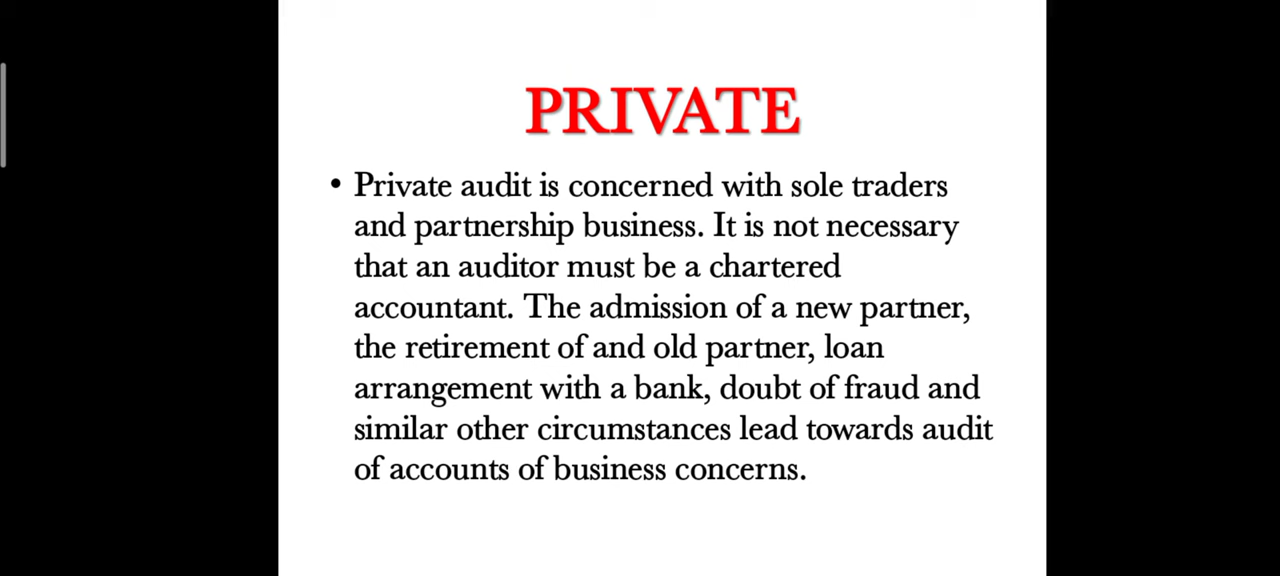 PRIVATE
• Private audit is concerned with sole traders
and partnership business. It is not necessary
that an auditor must be a chartered
accountant. The admission of a new partner,
the retirement of and old partner, loan
arrangement with a bank, doubt of fraud and
similar other circumstances lead towards audit
of accounts of business concerns.